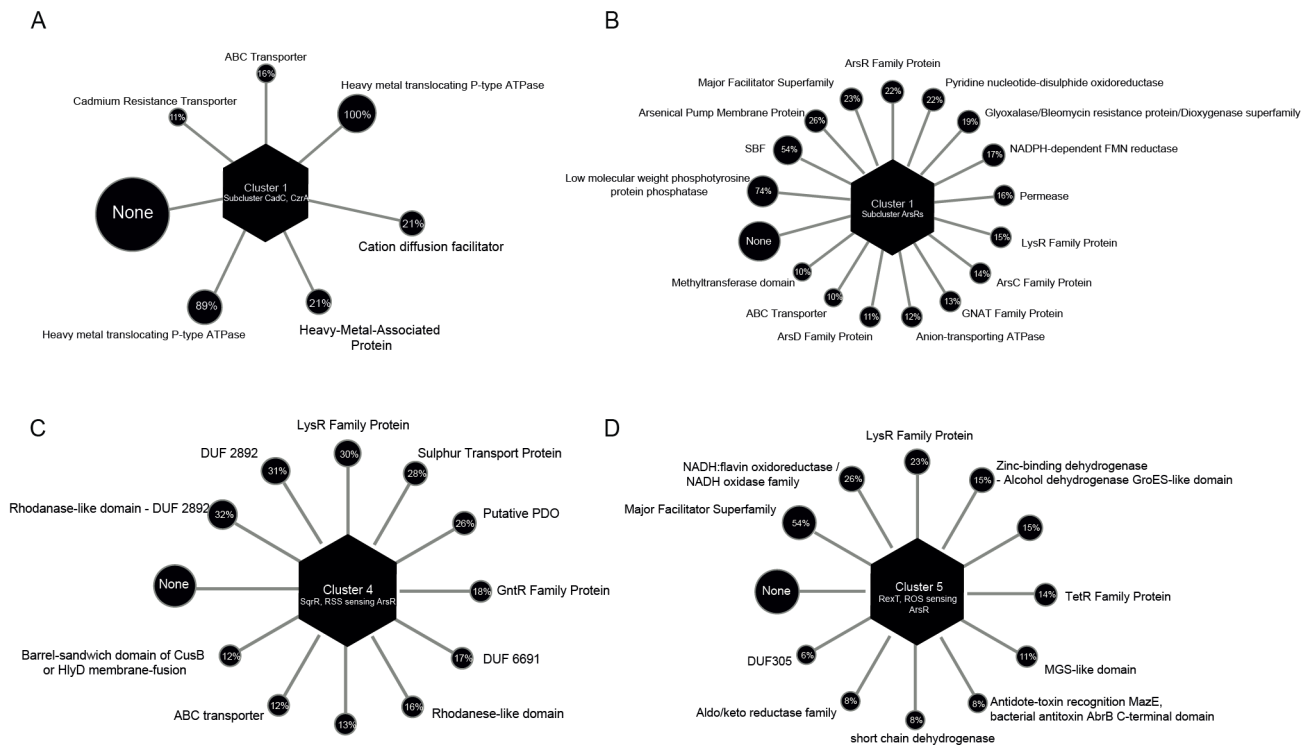 A
ABC Transporter
16%
Heavy metal translocating P-type ATPase
100%
Cadmium Resistance Transporter
11%
None
Cluster 1
Subcluster CadC, CzrA
21%
Cation diffusion facilitator
89%
Heavy metal translocating P-type ATPase
21%
Heavy-Metal-Associated
Protein
B
ArsR Family Protein
22%
Major Facilitator Superfamily
23%
Pyridine nucleotide-disulphide oxidoreductase
22%
Arsenical Pump Membrane Protein
26%
Glyoxalase/Bleomycin resistance protein/Dioxygenase superfamily
19%
SBF
54%
NADPH-dependent FMN reductase
17%
Low molecular weight phosphotyrosine
protein phosphatase
74%
Cluster 1
Subcluster ArsRs
16%
Permease
None
15%
LysR Family Protein
Methyltransferase domain
10%
14%
ArsC Family Protein
ABC Transporter
10%
13%
GNAT Family Protein
11%
ArsD Family Protein
12%
Anion-transporting ATPase
C
LysR Family Protein
30%
DUF 2892
31%
Sulphur Transport Protein
28%
Rhodanase-like domain - DUF 2892
32%
Putative PDO
26%
None
Cluster 4
SqrR, RSS sensing ArsR
18%
GntR Family Protein
Barrel-sandwich domain of CusB
or HlyD membrane-fusion
12%
17%
DUF 6691
ABC transporter
12%
13%
16%
Rhodanese-like domain
D
LysR Family Protein
23%
NADH:flavin oxidoreductase /
NADH oxidase family
26%
15%
Zinc-binding dehydrogenase
- Alcohol dehydrogenase GroES-like domain
Major Facilitator Superfamily
54%
15%
None
Cluster 5
RexT, ROS sensing
ArsR
14%
TetR Family Protein
DUF305
6%
11%
MGS-like domain
Aldo/keto reductase family
8%
8%
short chain dehydrogenase
8%
Antidote-toxin recognition MazE,
bacterial antitoxin AbrB C-terminal domain